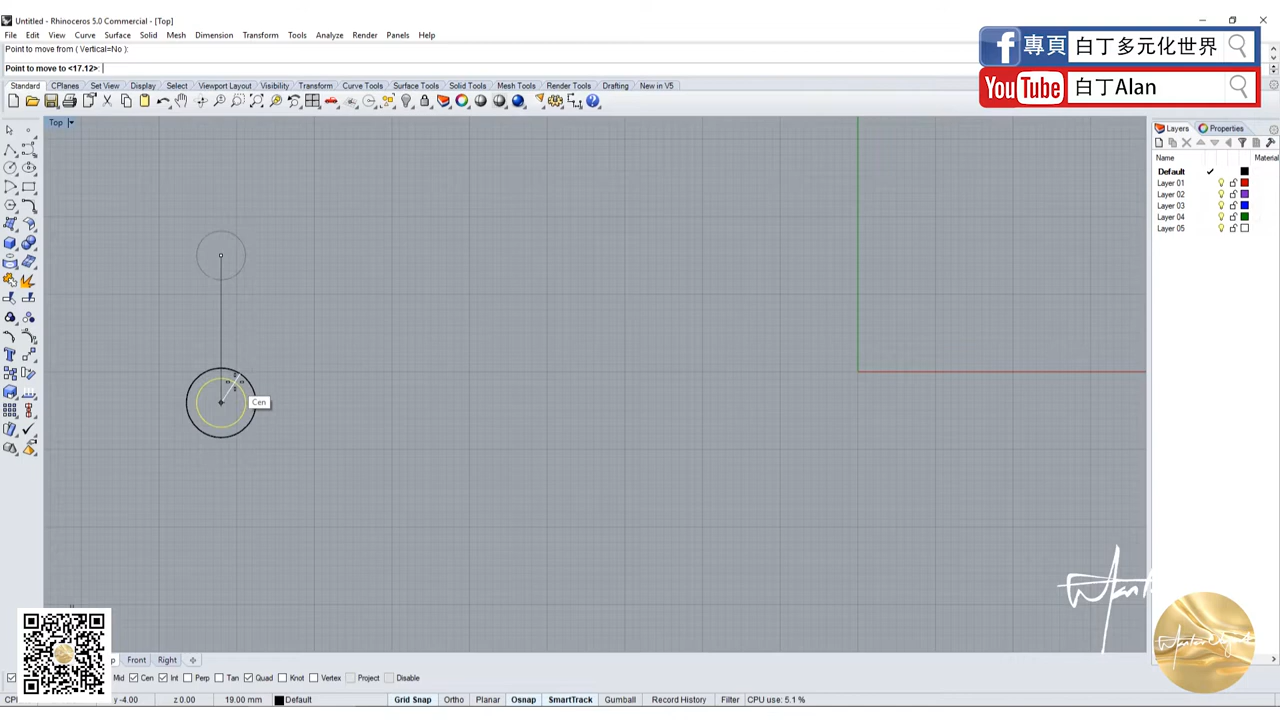 Untitled - Rhinoceros 5.0 Commercial - [Top]
File Edit View Curve Surface Solid Mesh Dimension Transform Tools Analyze Render Panels Help
Point to move from ( Vertical=No ):
Point to move to <17.12>:
Standard CPlanes Set View Display Select Viewport Layout Visibility Transform Curve Tools Surface Tools Solid Tools Mesh Tools Render Tools Drafting New in V5
f 專頁 白丁多元化世界
YouTube 白丁Alan
Top
Layers Properties
Name Material
Default
Layer 01
Layer 02
Layer 03
Layer 04
Layer 05
Cen
Front Right
Mid Cen Int Perp Tan Quad Knot Vertex Project Disable
y -4.00 z 0.00 19.00 mm Default Grid Snap Ortho Planar Osnap SmartTrack Gumball Record History Filter CPU use: 5.1 %